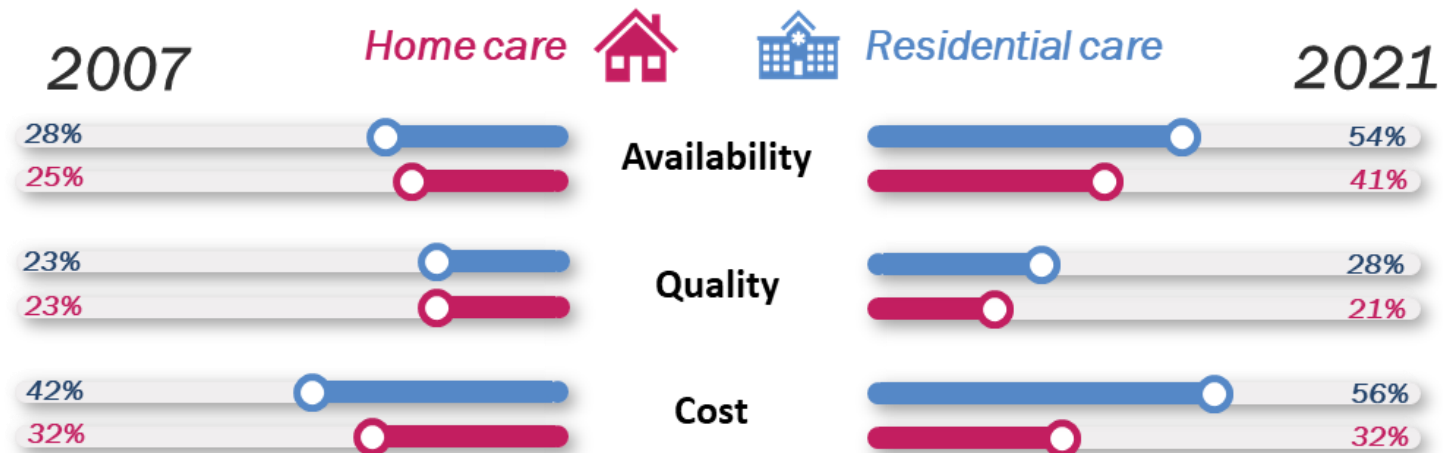 2007 Home care Residential care 2021
28% Availability 54%
25% 41%
23% Quality 28%
23% 21%
42% Cost 56%
32% 32%